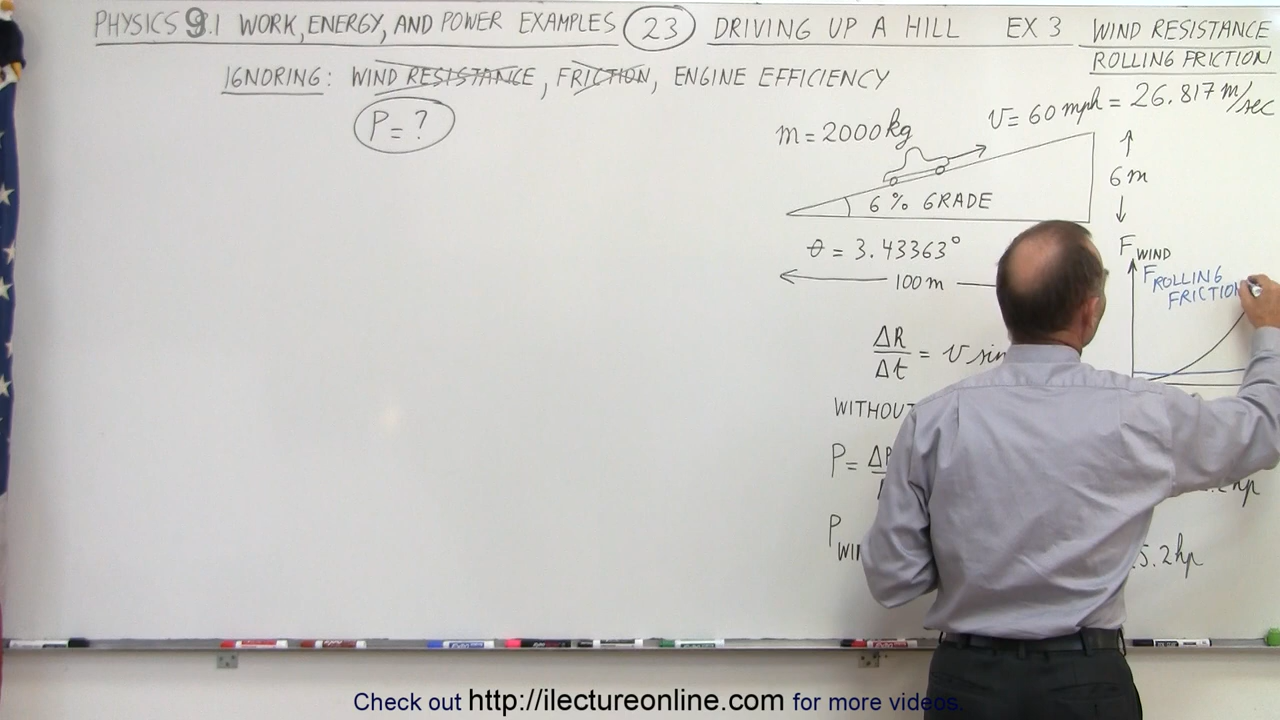 PHYSICS 9.1 WORK, ENERGY, AND POWER EXAMPLES 23 DRIVING UP A HILL EX 3 WIND RESISTANCE
ROLLING FRICTION
IGNORING: WIND RESISTANCE, FRICTION, ENGINE EFFICIENCY
P = ?
m = 2000 kg
v = 60 mph = 26.817 m/sec
6 m
6% GRADE
θ = 3.43363°
100 m
F WIND
F ROLLING
FRICTION
ΔR/Δt = v sin
WITHOUT
P =
hp
P
5.2 hp
Check out http://ilectureonline.com for more videos.